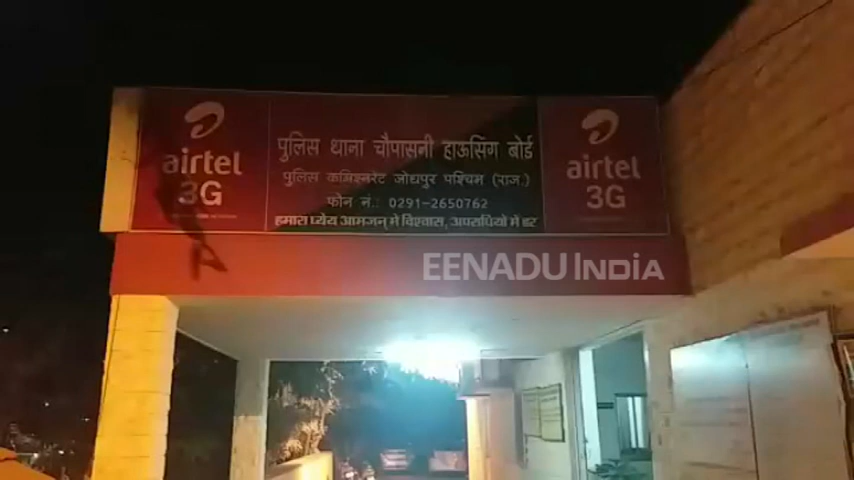 airtel
3G
पुलिस थाना चौपासनी हाऊसिंग बोर्ड
पुलिस कमिश्नरेट जोधपुर पश्चिम (राज.)
फोन नं.: 0291-2650762
हमारा ध्येय आमजन् में विश्वास, अपराधियों में डर
airtel
3G
EENADU INDIA